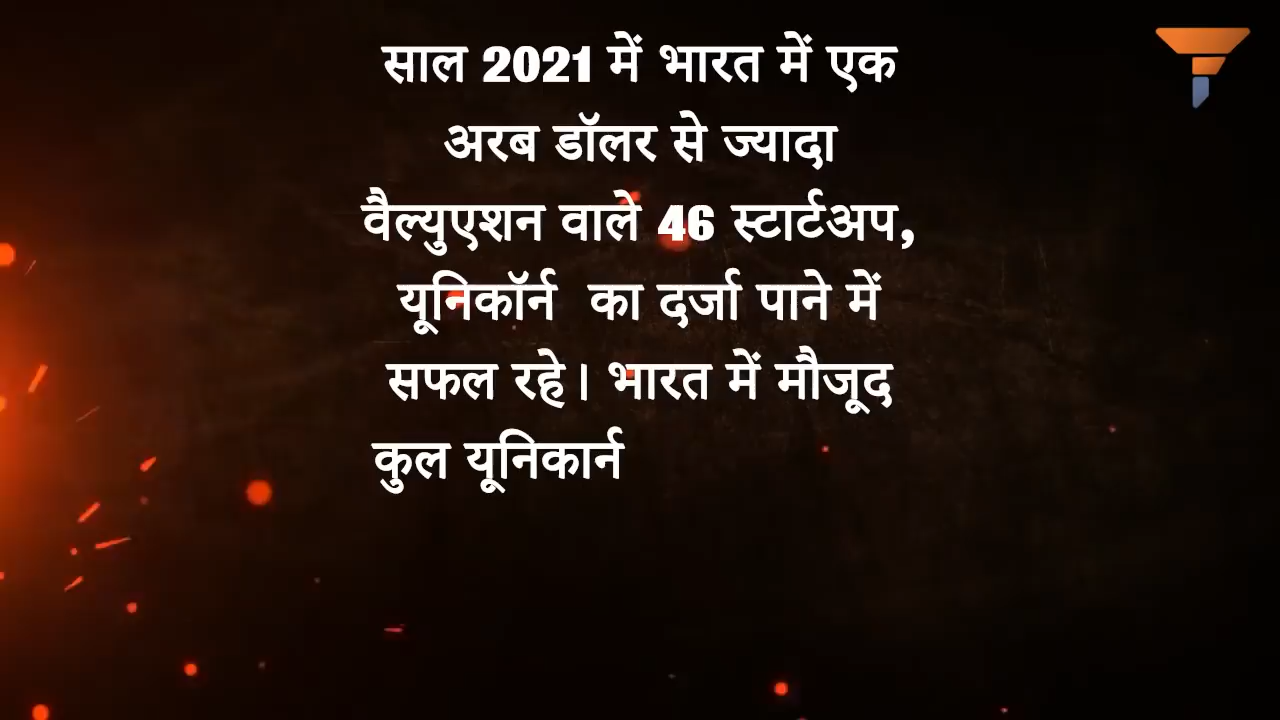 साल 2021 में भारत में एक
अरब डॉलर से ज्यादा
वैल्युएशन वाले 46 स्टार्टअप,
यूनिकॉर्न का दर्जा पाने में
सफल रहे। भारत में मौजूद
कुल यूनिकार्न